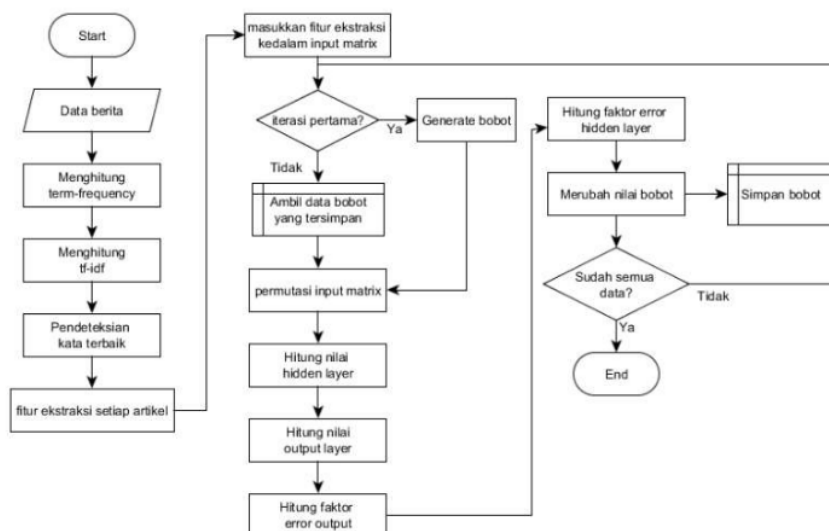 Start
Data berita
Menghitung
term-frequency
Menghitung
tf-idf
Pendeteksian
kata terbaik
fitur ekstraksi setiap artikel
masukkan fitur ekstraksi
kedalam input matrix
iterasi pertama?
Ya
Generate bobot
Tidak
Ambil data bobot
yang tersimpan
permutasi input matrix
Hitung nilai
hidden layer
Hitung nilai
output layer
Hitung faktor
error output
Hitung faktor error
hidden layer
Merubah nilai bobot
Simpan bobot
Sudah semua
data?
Tidak
Ya
End